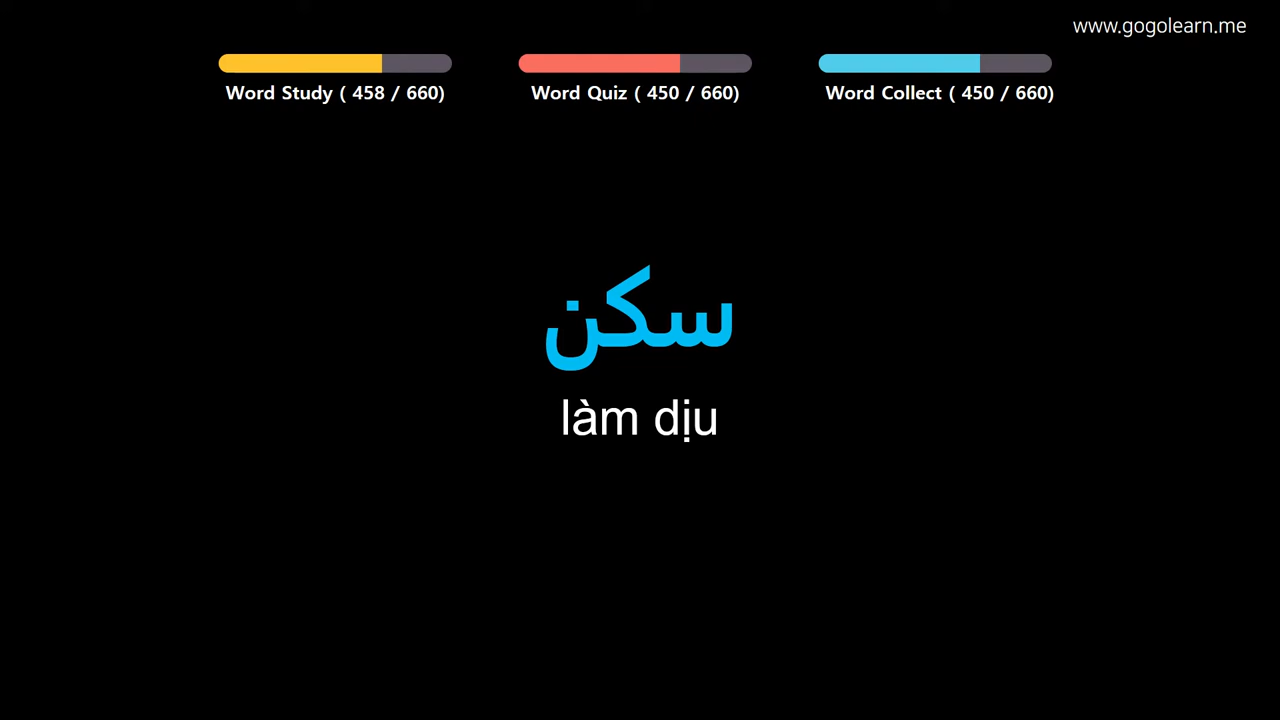 www.gogolearn.me
Word Study ( 458 / 660)
Word Quiz ( 450 / 660)
Word Collect ( 450 / 660)
سكن
làm dịu